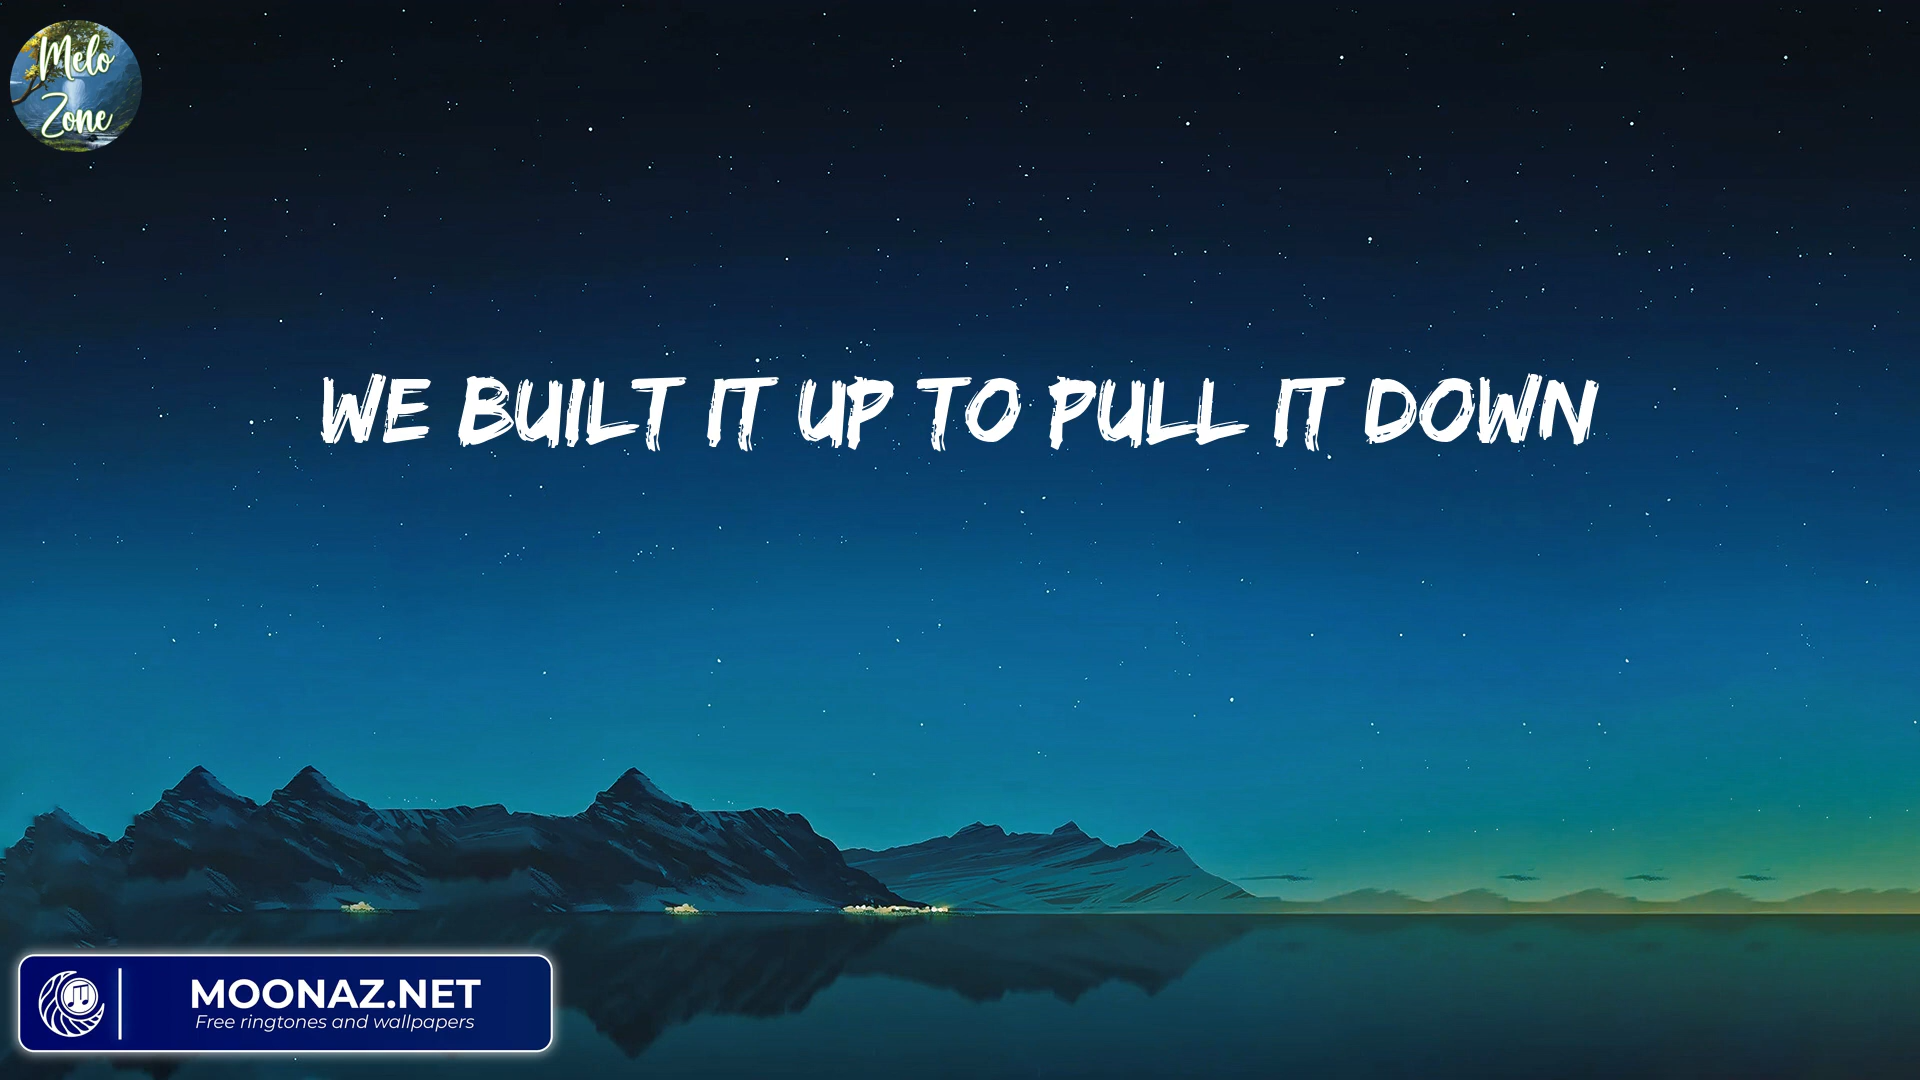 Melo
Zone
WE BUILT IT UP TO PULL IT DOWN
MOONAZ.NET
Free ringtones and wallpapers